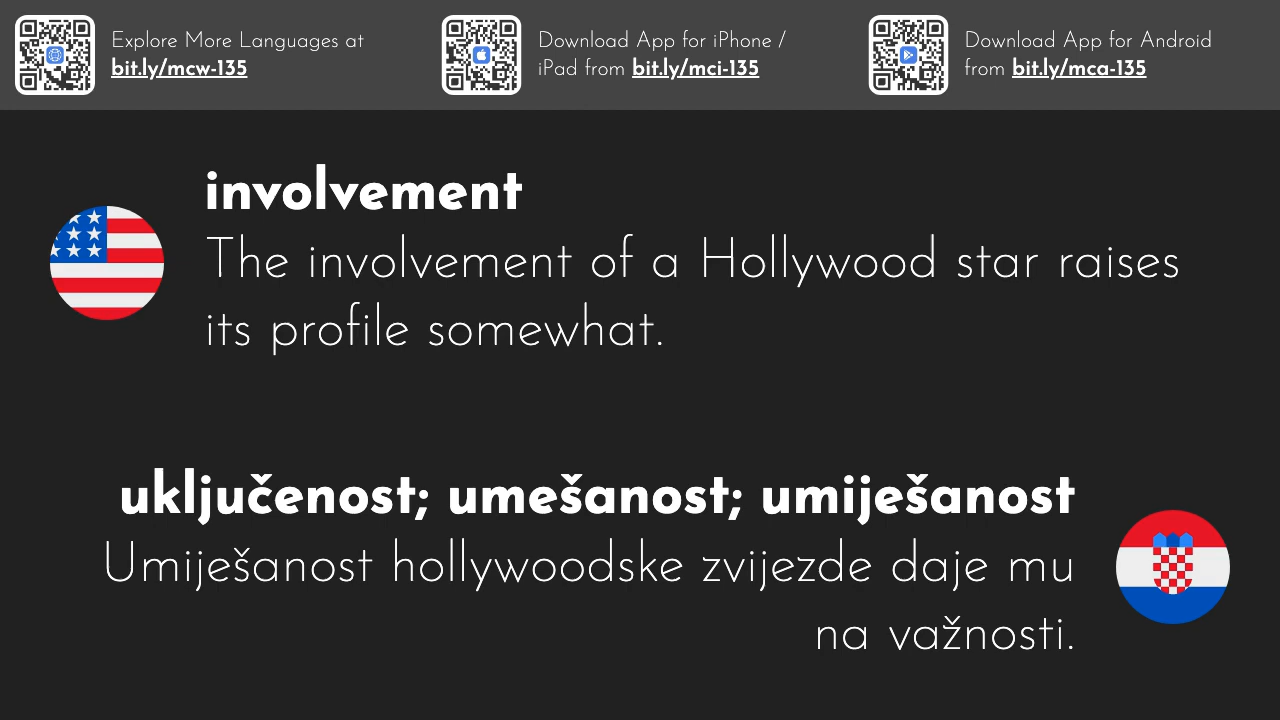 Explore More Languages at
bit.ly/mcw-135
Download App for iPhone /
iPad from bit.ly/mci-135
Download App for Android
from bit.ly/mca-135
involvement
The involvement of a Hollywood star raises
its profile somewhat.
uključenost; umešanost; umiješanost
Umiješanost hollywoodske zvijezde daje mu
na važnosti.